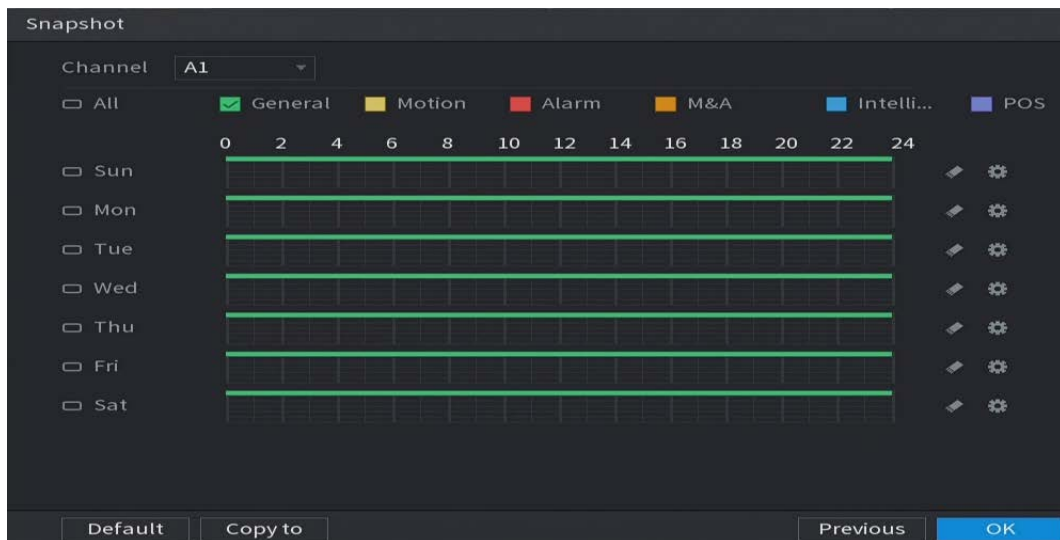 Snapshot
Channel A1
All General Motion Alarm M&A Intelli... POS
0 2 4 6 8 10 12 14 16 18 20 22 24
Sun
Mon
Tue
Wed
Thu
Fri
Sat
Default Copy to Previous OK